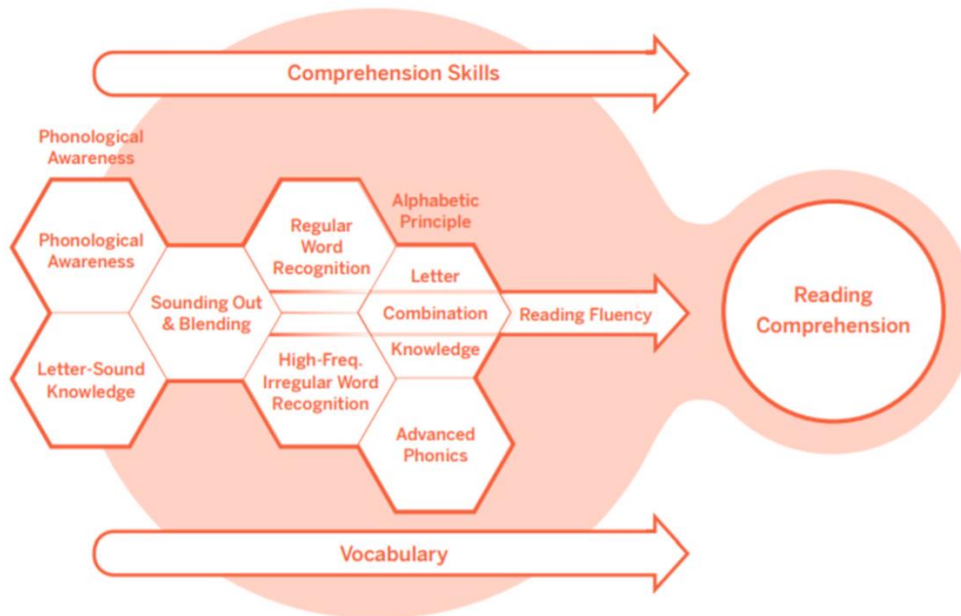 Comprehension Skills
Phonological
Awareness
Phonological
Awareness
Letter-Sound
Knowledge
Sounding Out
& Blending
Regular
Word
Recognition
High-Freq.
Irregular Word
Recognition
Alphabetic
Principle
Letter
Combination
Knowledge
Advanced
Phonics
Reading Fluency
Reading
Comprehension
Vocabulary